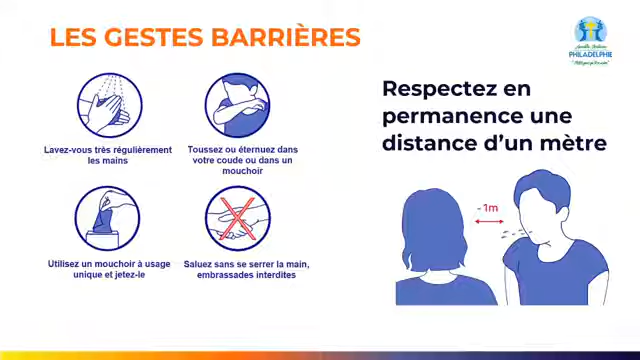 LES GESTES BARRIÈRES
PHILADELPHIE
Lavez-vous très régulièrement
les mains
Toussez ou éternuez dans
votre coude ou dans un
mouchoir
Utilisez un mouchoir à usage
unique et jetez-le
Saluez sans se serrer la main,
embrassades interdites
Respectez en
permanence une
distance d'un mètre
- 1m